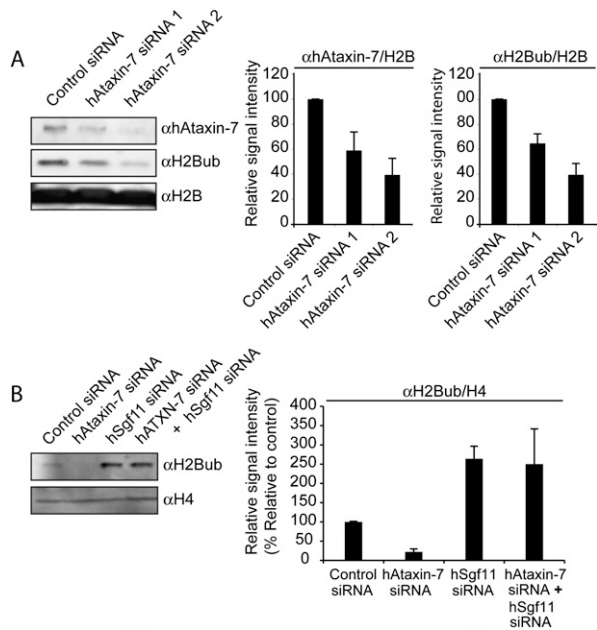 A
Control siRNA
hAtaxin-7 siRNA 1
hAtaxin-7 siRNA 2
αhAtaxin-7
αH2Bub
αH2B
αhAtaxin-7/H2B
Relative signal intensity
120
100
80
60
40
20
0
Control siRNA
hAtaxin-7 siRNA 1
hAtaxin-7 siRNA 2
αH2Bub/H2B
Relative signal intensity
120
100
80
60
40
20
0
Control siRNA
hAtaxin-7 siRNA 1
hAtaxin-7 siRNA 2
B
Control siRNA
hAtaxin-7 siRNA
hSgf11 siRNA
hATXN-7 siRNA
+ hSgf11 siRNA
αH2Bub
αH4
αH2Bub/H4
Relative signal intensity
(% Relative to control)
400
350
300
250
200
150
100
50
0
Control
siRNA
hAtaxin-7
siRNA
hSgf11
siRNA
hAtaxin-7
siRNA +
hSgf11
siRNA